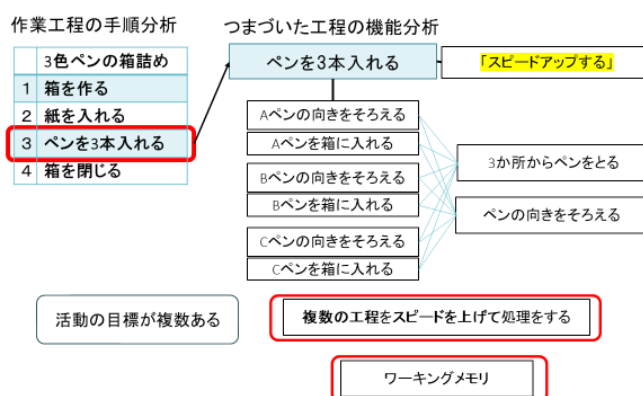 作業工程の手順分析
つまづいた工程の機能分析
3色ペンの箱詰め
1 箱を作る
2 紙を入れる
3 ペンを3本入れる
4 箱を閉じる
ペンを3本入れる
「スピードアップする」
Aペンの向きをそろえる
Aペンを箱に入れる
Bペンの向きをそろえる
Bペンを箱に入れる
Cペンの向きをそろえる
Cペンを箱に入れる
3か所からペンをとる
ペンの向きをそろえる
活動の目標が複数ある
複数の工程をスピードを上げて処理をする
ワーキングメモリ